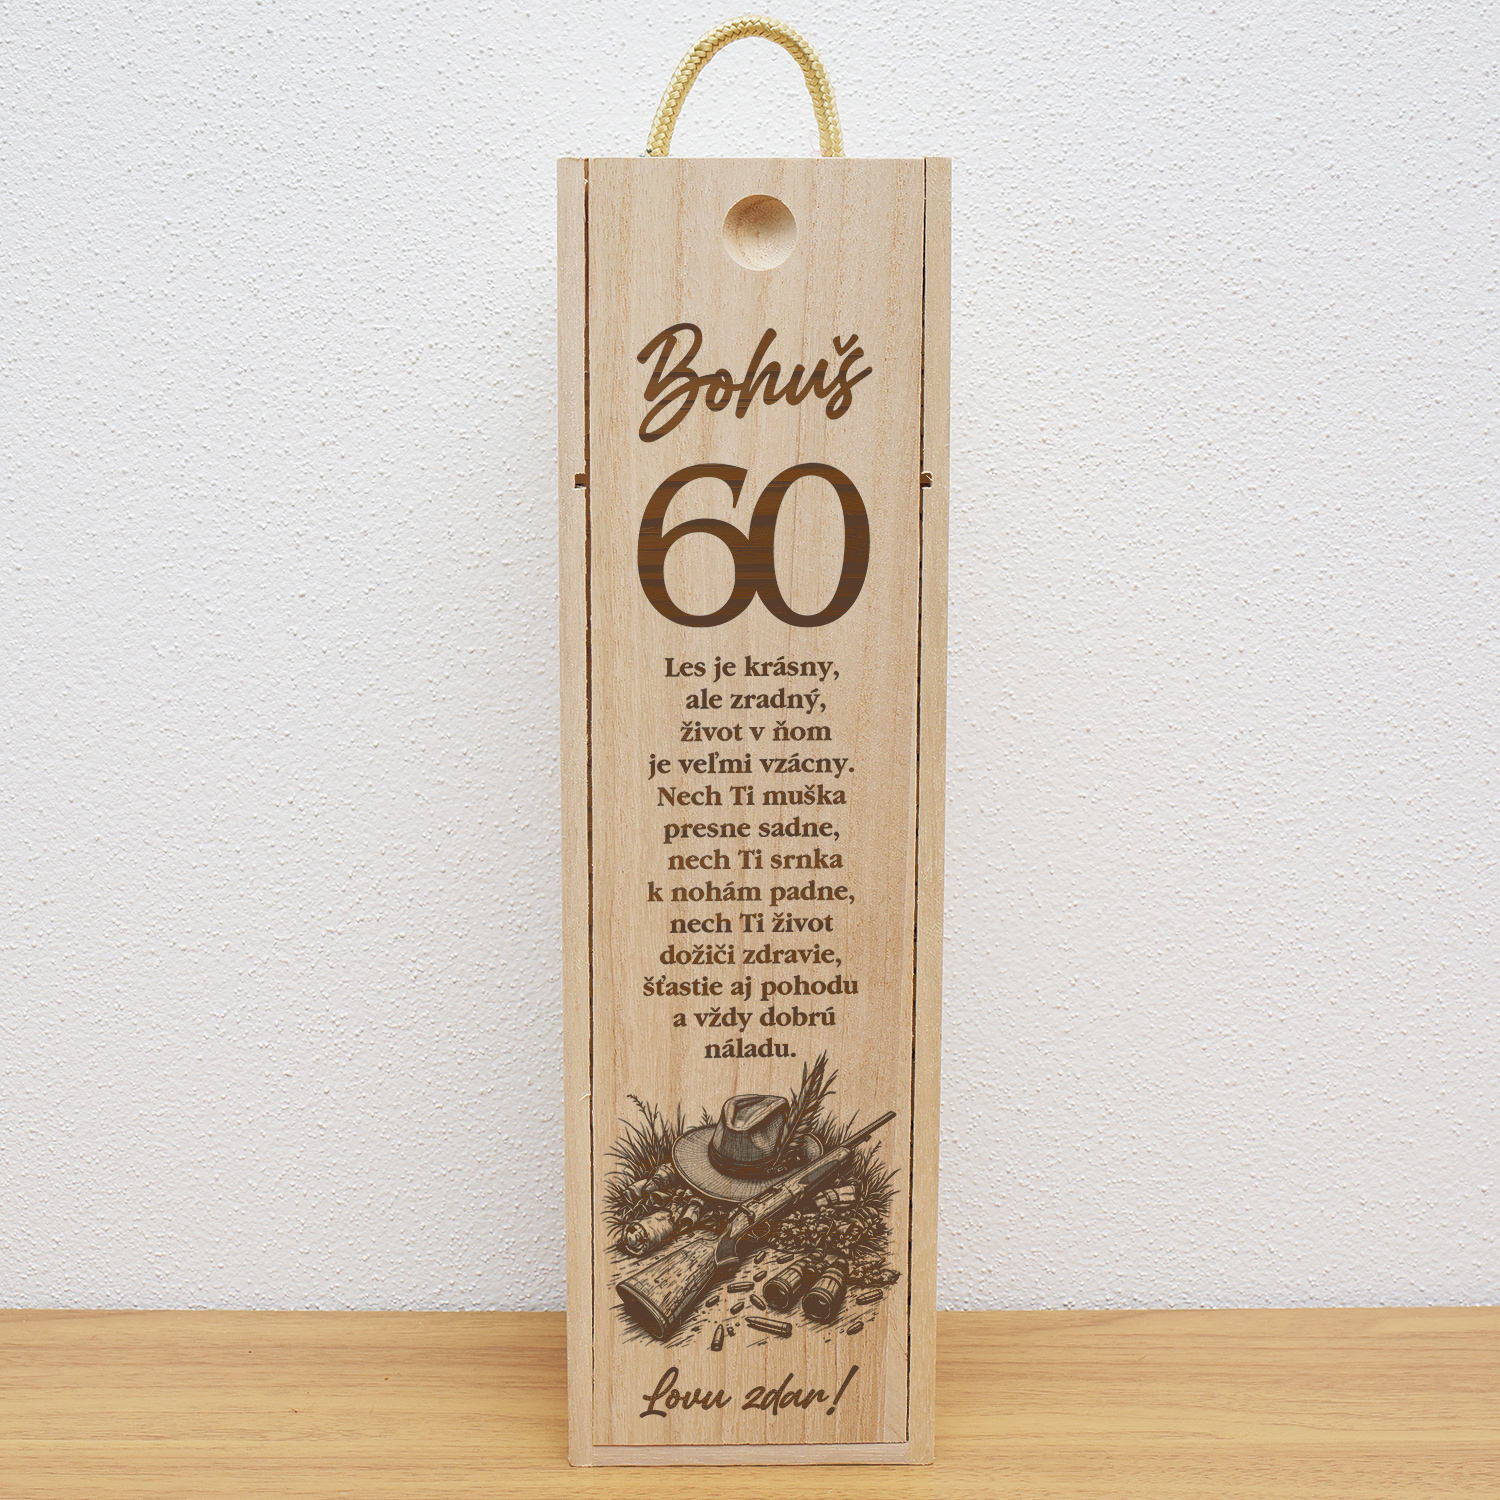 Bohuš
60
Les je krásny,
ale zradný,
život v ňom
je veľmi vzácny.
Nech Ti muška
presne sadne,
nech Ti srnka
k nohám padne,
nech Ti život
dožiči zdravie,
šťastie aj pohodu
a vždy dobrú
náladu.
Lovu zdar!